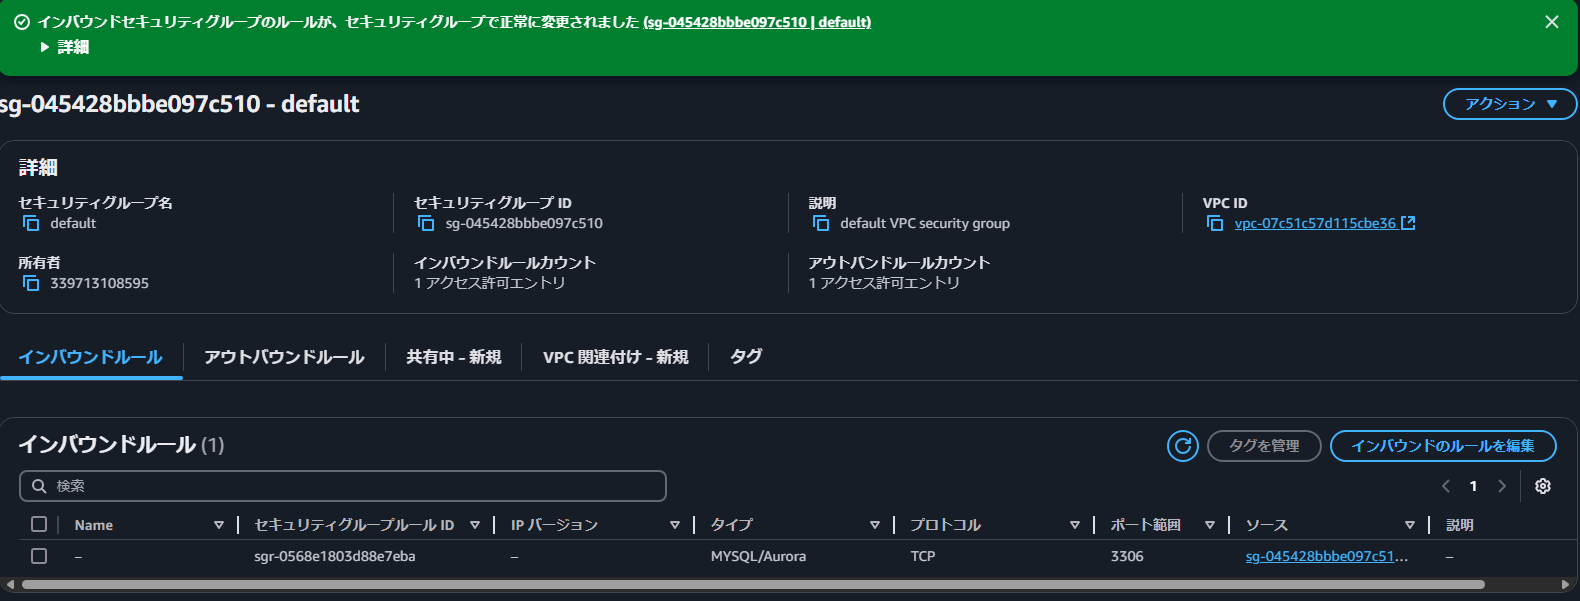 インバウンドセキュリティグループのルールが、セキュリティグループで正常に変更されました (sg-045428bbbe097c510 | default)
詳細
sg-045428bbbe097c510 - default
アクション
詳細
セキュリティグループ名
default
セキュリティグループ ID
sg-045428bbbe097c510
説明
default VPC security group
VPC ID
vpc-07c51c57d115cbe36
所有者
339713108595
インバウンドルールカウント
1 アクセス許可エントリ
アウトバンドルールカウント
1 アクセス許可エントリ
インバウンドルール アウトバウンドルール 共有中 – 新規 VPC 関連付け – 新規 タグ
インバウンドルール (1)
タグを管理 インバウンドのルールを編集
検索
1
Name セキュリティグループルール ID IP バージョン タイプ プロトコル ポート範囲 ソース 説明
– sgr-0568e1803d88e7eba – MYSQL/Aurora TCP 3306 sg-045428bbbe097c51... –